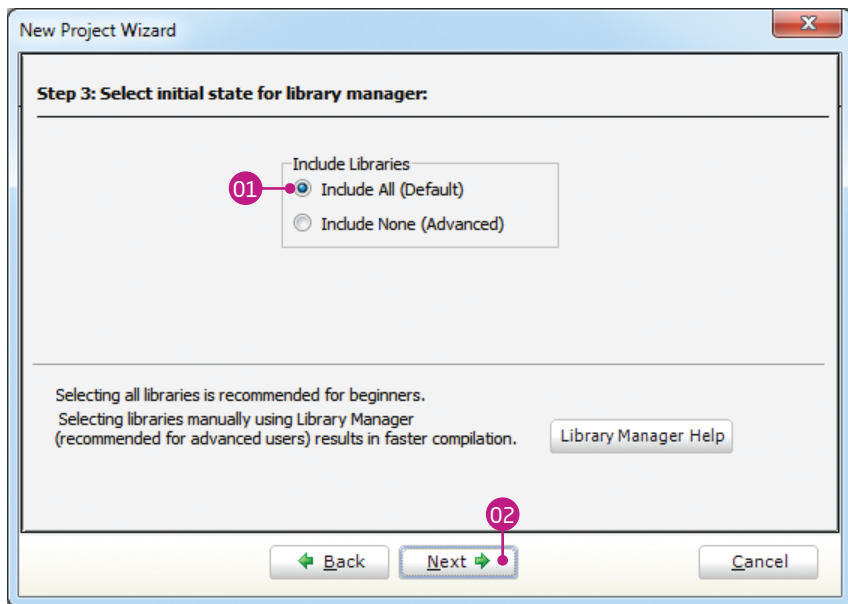 New Project Wizard
Step 3: Select initial state for library manager:
Include Libraries
01
Include All (Default)
Include None (Advanced)
Selecting all libraries is recommended for beginners.
Selecting libraries manually using Library Manager
(recommended for advanced users) results in faster compilation.
Library Manager Help
02
Back
Next
Cancel